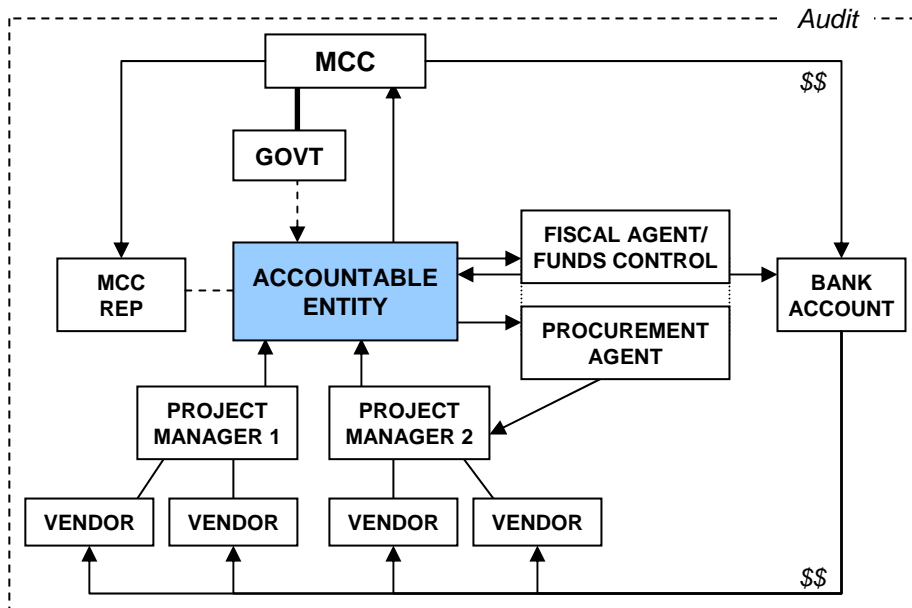 Audit
MCC
$$
GOVT
FISCAL AGENT/
FUNDS CONTROL
MCC
REP
ACCOUNTABLE
ENTITY
BANK
ACCOUNT
PROCUREMENT
AGENT
PROJECT
MANAGER 1
PROJECT
MANAGER 2
VENDOR
VENDOR
VENDOR
VENDOR
$$